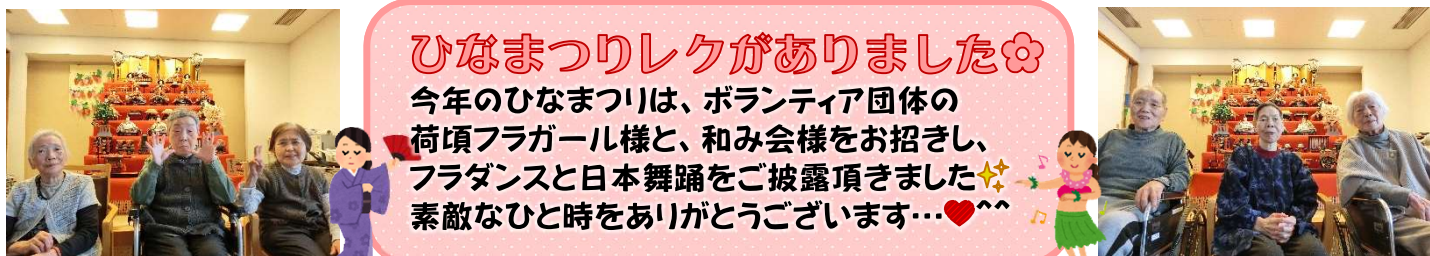 ひなまつりレクがありました
今年のひなまつりは、ボランティア団体の
荷頃フラガール様と、和み会様をお招きし、
フラダンスと日本舞踊をご披露頂きました✨
素敵なひと時をありがとうございます…♥^^